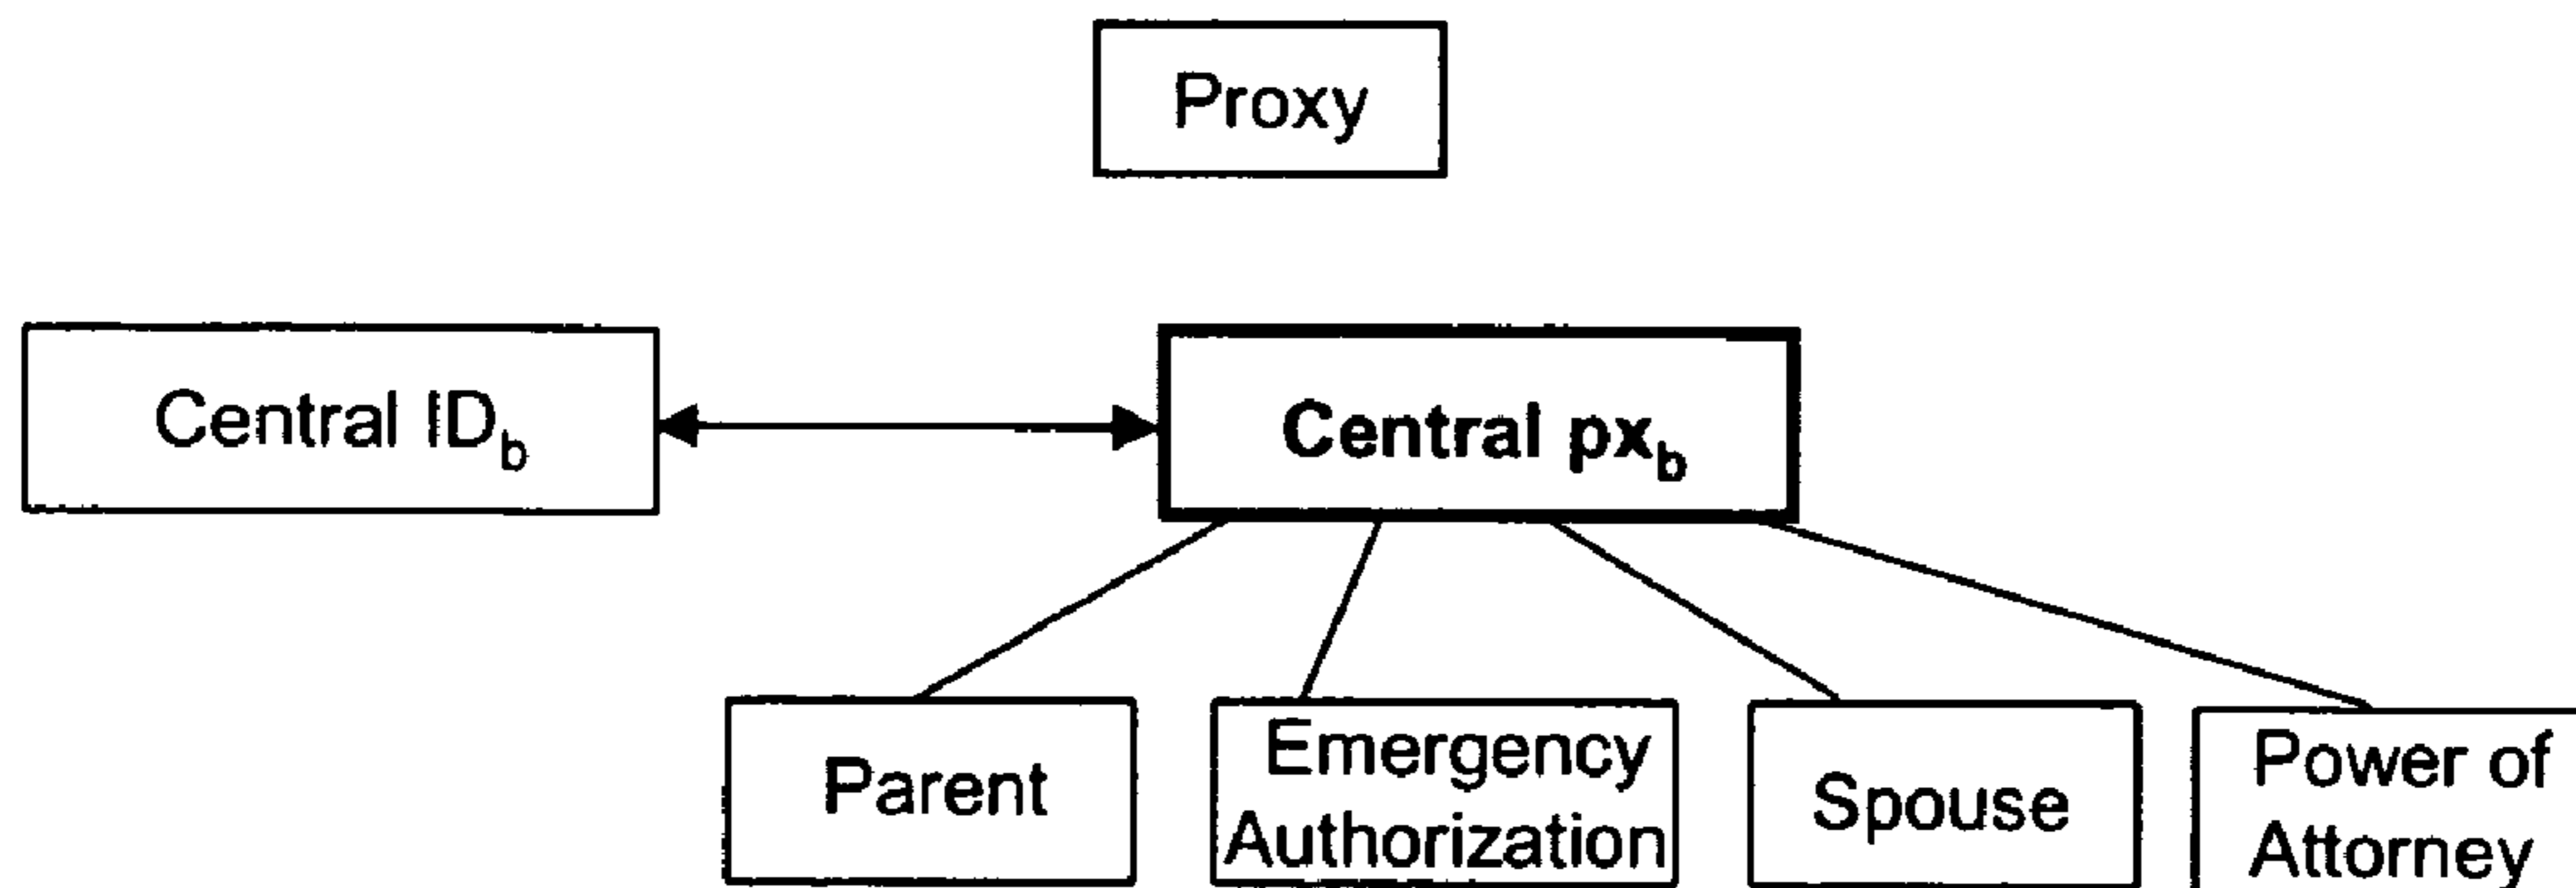 Proxy
Central ID_b
Central px_b
Parent
Emergency
Authorization
Spouse
Power of
Attorney